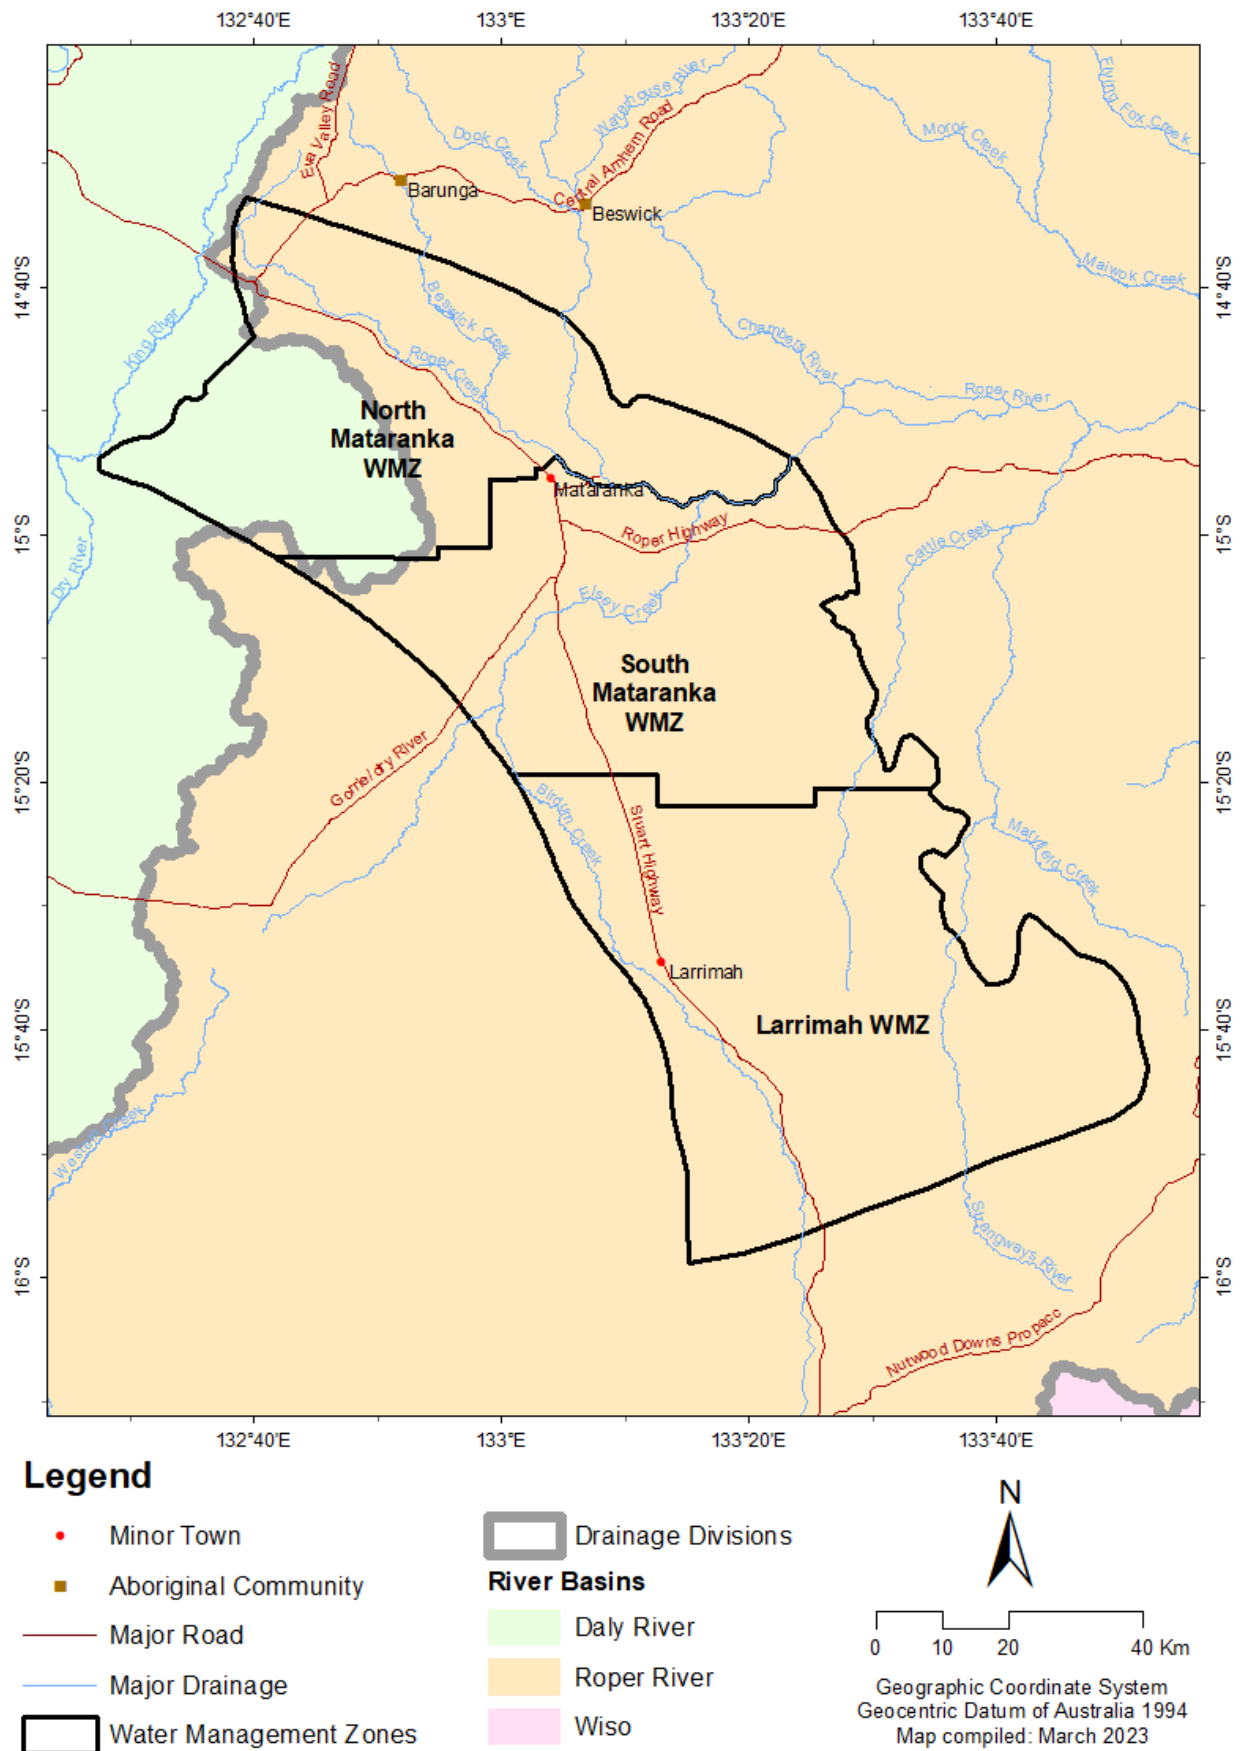 132°40'E 133°E 133°20'E 133°40'E
Eva Valley Road
Dook Creek
Waterhouse River
Central Arnhem Road
Flying Fox Creek
Morok Creek
Barunga
Beswick
Maiwok Creek
14°40'S
14°40'S
King River
Beswick Creek
Chambers River
Roper Creek
Roper River
North
Mataranka
WMZ
Mataranka
Roper Highway
15°S
15°S
Cattle Creek
Dry River
Elsey Creek
South
Mataranka
WMZ
Gorrie/dry River
15°20'S
15°20'S
Birdum Creek
Stuart Highway
Maryfield Creek
Larrimah
Larrimah WMZ
15°40'S
15°40'S
Western Creek
Strangways River
16°S
16°S
Nutwood Downs Propacc
132°40'E 133°E 133°20'E 133°40'E
Legend
Minor Town
Aboriginal Community
Major Road
Major Drainage
Water Management Zones
Drainage Divisions
River Basins
Daly River
Roper River
Wiso
N
0 10 20 40 Km
Geographic Coordinate System
Geocentric Datum of Australia 1994
Map compiled: March 2023